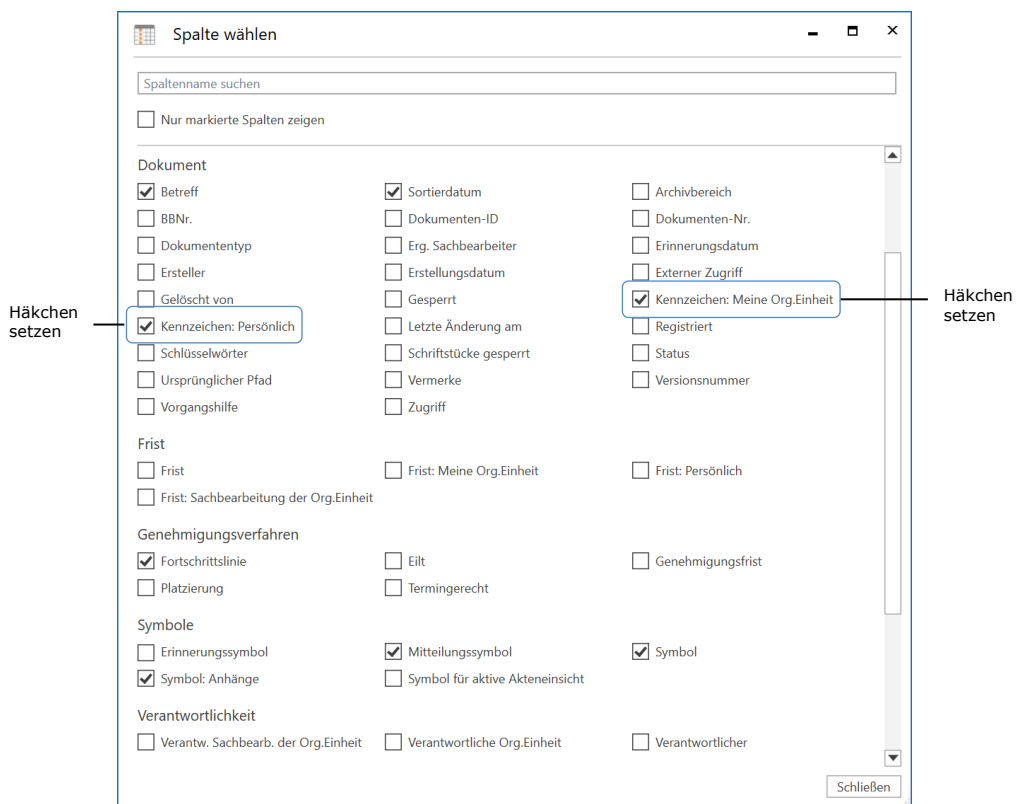 Spalte wählen
Spaltenname suchen
Nur markierte Spalten zeigen
Dokument
Betreff Sortierdatum Archivbereich
BBNr. Dokumenten-ID Dokumenten-Nr.
Dokumententyp Erg. Sachbearbeiter Erinnerungsdatum
Ersteller Erstellungsdatum Externer Zugriff
Gelöscht von Gesperrt Kennzeichen: Meine Org.Einheit
Kennzeichen: Persönlich Letzte Änderung am Registriert
Schlüsselwörter Schriftstücke gesperrt Status
Ursprünglicher Pfad Vermerke Versionsnummer
Vorgangshilfe Zugriff
Häkchen
setzen
Häkchen
setzen
Frist
Frist Frist: Meine Org.Einheit Frist: Persönlich
Frist: Sachbearbeitung der Org.Einheit
Genehmigungsverfahren
Fortschrittslinie Eilt Genehmigungsfrist
Platzierung Termingerecht
Symbole
Erinnerungssymbol Mitteilungssymbol Symbol
Symbol: Anhänge Symbol für aktive Akteneinsicht
Verantwortlichkeit
Verantw. Sachbearb. der Org.Einheit Verantwortliche Org.Einheit Verantwortlicher
Schließen